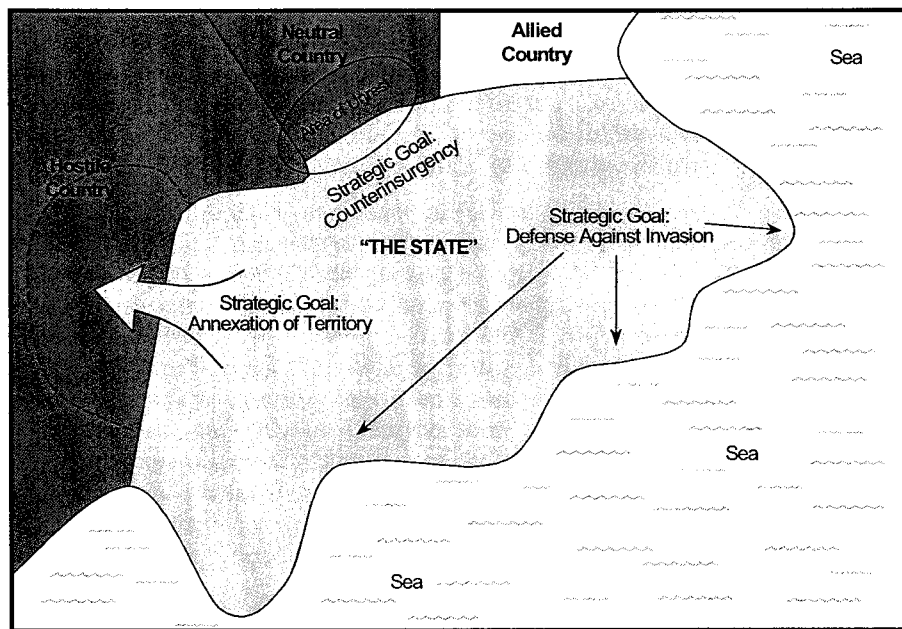 Neutral
Country
Allied
Country
Sea
Area of Unrest
Hostile
Country
Strategic Goal:
Counterinsurgency
Strategic Goal:
Defense Against Invasion
"THE STATE"
Strategic Goal:
Annexation of Territory
Sea
Sea